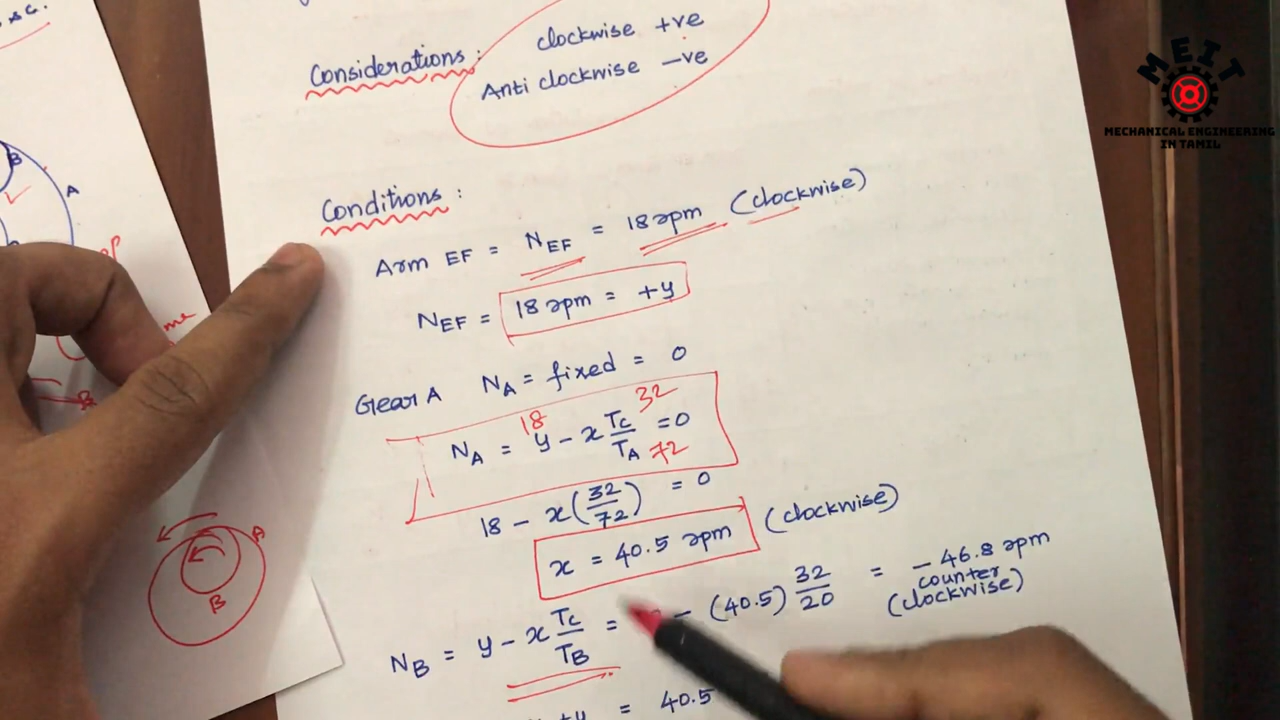 Considerations : clockwise +ve
Anti clockwise -ve
Conditions :
Arm EF = N_EF = 18 rpm (clockwise)
N_EF = 18 rpm = +y
Gear A N_A = fixed = 0
18 32
N_A = y - x T_C/T_A = 0
72
18 - x(32/72) = 0
x = 40.5 rpm (clockwise)
N_B = y - x T_C/T_B = - (40.5) 32/20 = - 46.8 rpm
counter
(clockwise)
+y = 40.5
B
A
B
A
B
MEIT
MECHANICAL ENGINEERING
IN TAMIL